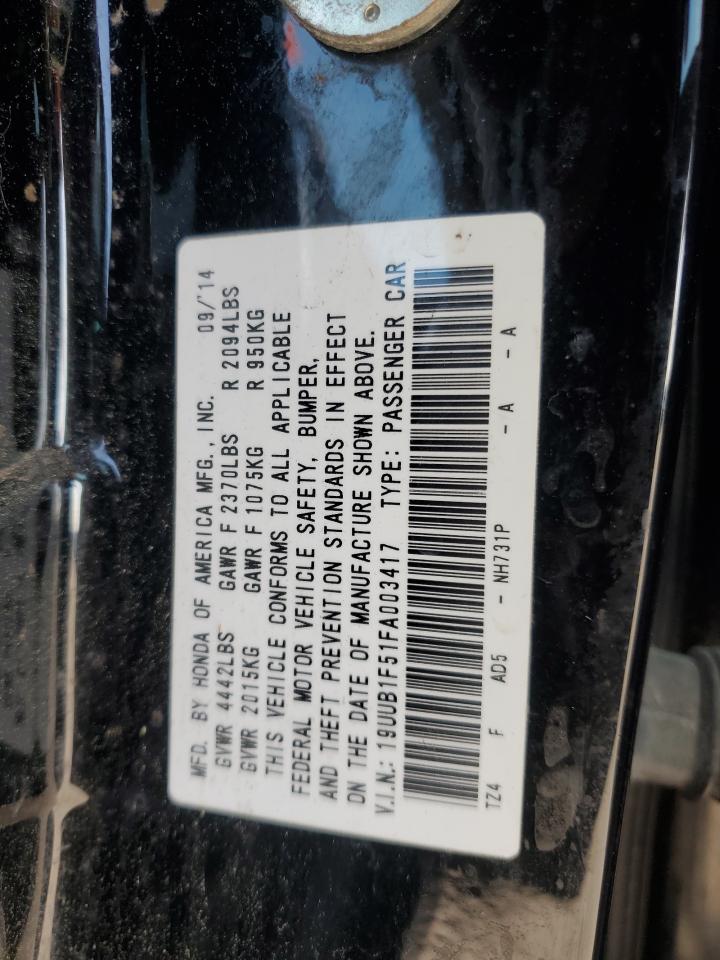 MFD. BY HONDA OF AMERICA MFG., INC. 09/'14
GVWR 4442LBS GAWR F 2370LBS R 2094LBS
GVWR 2015KG GAWR F 1075KG R 950KG
THIS VEHICLE CONFORMS TO ALL APPLICABLE
FEDERAL MOTOR VEHICLE SAFETY, BUMPER,
AND THEFT PREVENTION STANDARDS IN EFFECT
ON THE DATE OF MANUFACTURE SHOWN ABOVE.
V.I.N.: 19UUB1F51FA003417 TYPE: PASSENGER CAR
TZ4 F AD5 - NH731P - A - A